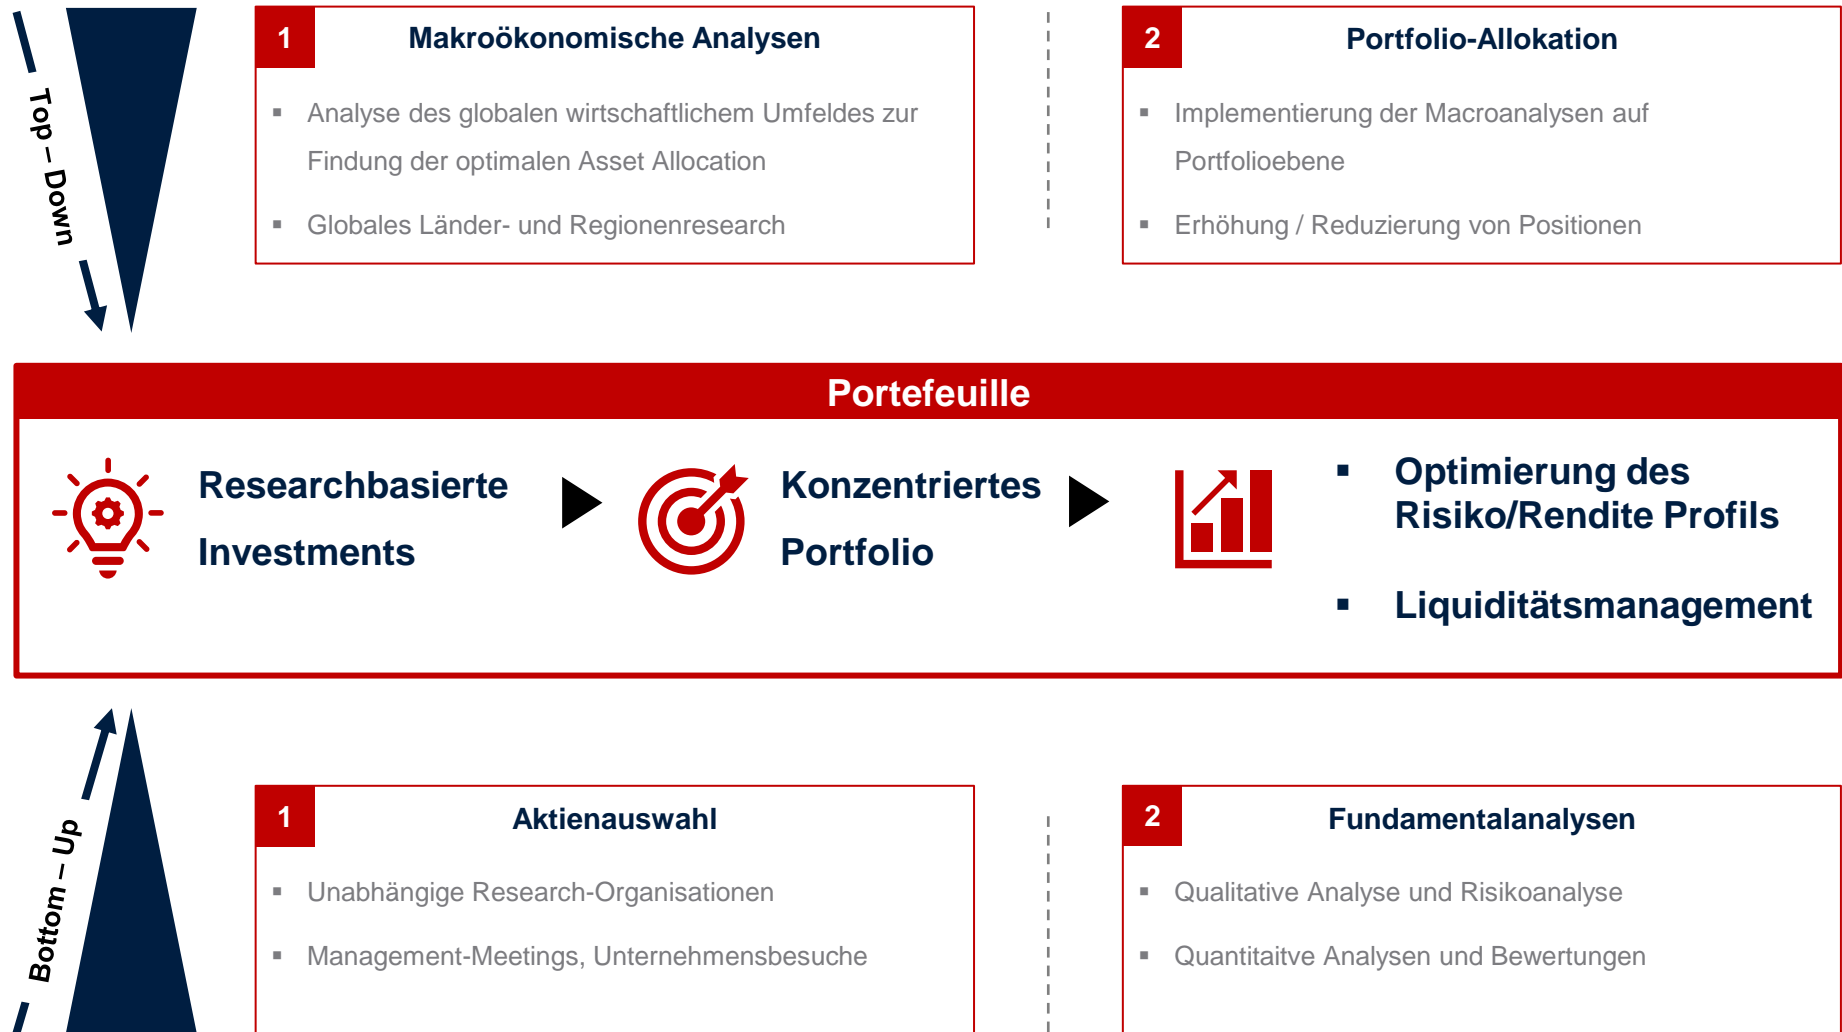 Top – Down
1
Makroökonomische Analysen
▪ Analyse des globalen wirtschaftlichem Umfeldes zur
Findung der optimalen Asset Allocation
▪ Globales Länder- und Regionenresearch
2
Portfolio-Allokation
▪ Implementierung der Macroanalysen auf
Portfolioebene
▪ Erhöhung / Reduzierung von Positionen
Portefeuille
Researchbasierte
Investments
Konzentriertes
Portfolio
▪ Optimierung des
Risiko/Rendite Profils
▪ Liquiditätsmanagement
Bottom – Up
1
Aktienauswahl
▪ Unabhängige Research-Organisationen
▪ Management-Meetings, Unternehmensbesuche
2
Fundamentalanalysen
▪ Qualitative Analyse und Risikoanalyse
▪ Quantitaitve Analysen und Bewertungen